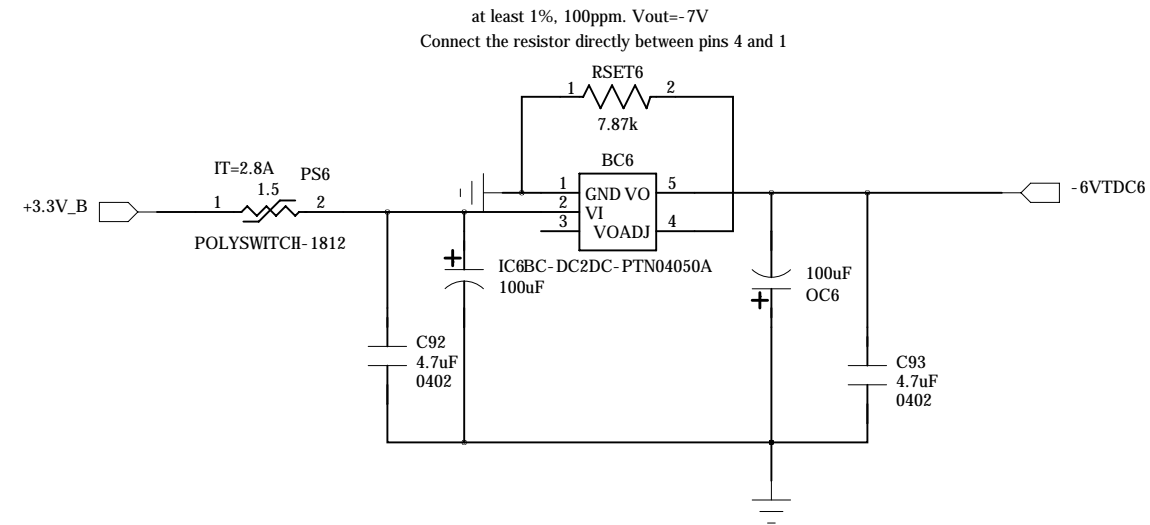 at least 1%, 100ppm. Vout=-7V
Connect the resistor directly between pins 4 and 1
RSET6
1 2
7.87k
IT=2.8A
1.5 PS6
1 2
POLYSWITCH-1812
+3.3V_B
BC6
1 GND VO 5
2 VI
3 VOADJ 4
-6VTDC6
IC6BC-DC2DC-PTN04050A
+ 100uF
100uF
+ OC6
C92
4.7uF
0402
C93
4.7uF
0402